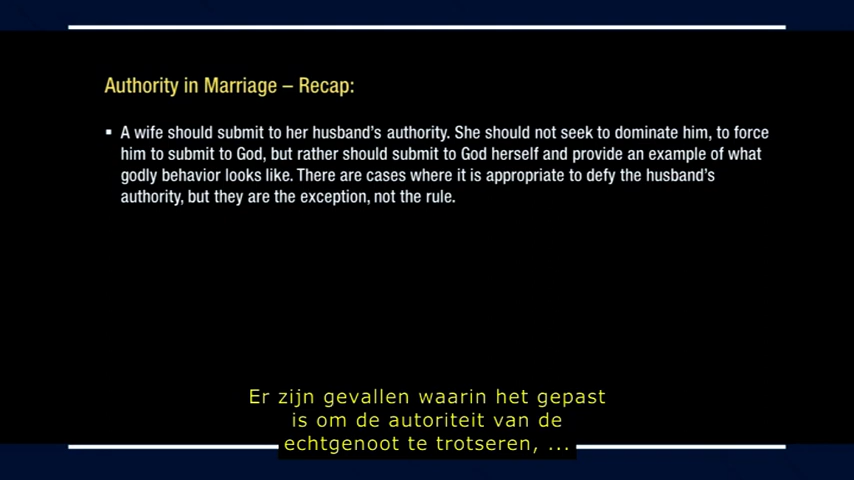 Authority in Marriage – Recap:
▪ A wife should submit to her husband's authority. She should not seek to dominate him, to force
him to submit to God, but rather should submit to God herself and provide an example of what
godly behavior looks like. There are cases where it is appropriate to defy the husband's
authority, but they are the exception, not the rule.
Er zijn gevallen waarin het gepast
is om de autoriteit van de
echtgenoot te trotseren, ...